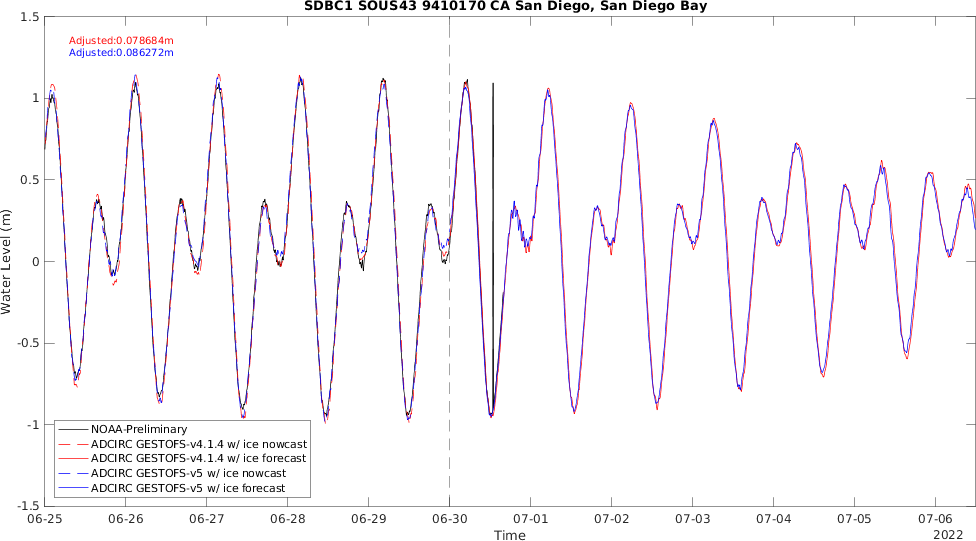 SDBC1 SOUS43 9410170 CA San Diego, San Diego Bay
1.5
Adjusted:0.078684m
Adjusted:0.086272m
1
0.5
0
-0.5
-1
-1.5
Water Level (m)
NOAA-Preliminary
ADCIRC GESTOFS-v4.1.4 w/ ice nowcast
ADCIRC GESTOFS-v4.1.4 w/ ice forecast
ADCIRC GESTOFS-v5 w/ ice nowcast
ADCIRC GESTOFS-v5 w/ ice forecast
06-25 06-26 06-27 06-28 06-29 06-30 07-01 07-02 07-03 07-04 07-05 07-06
Time
2022